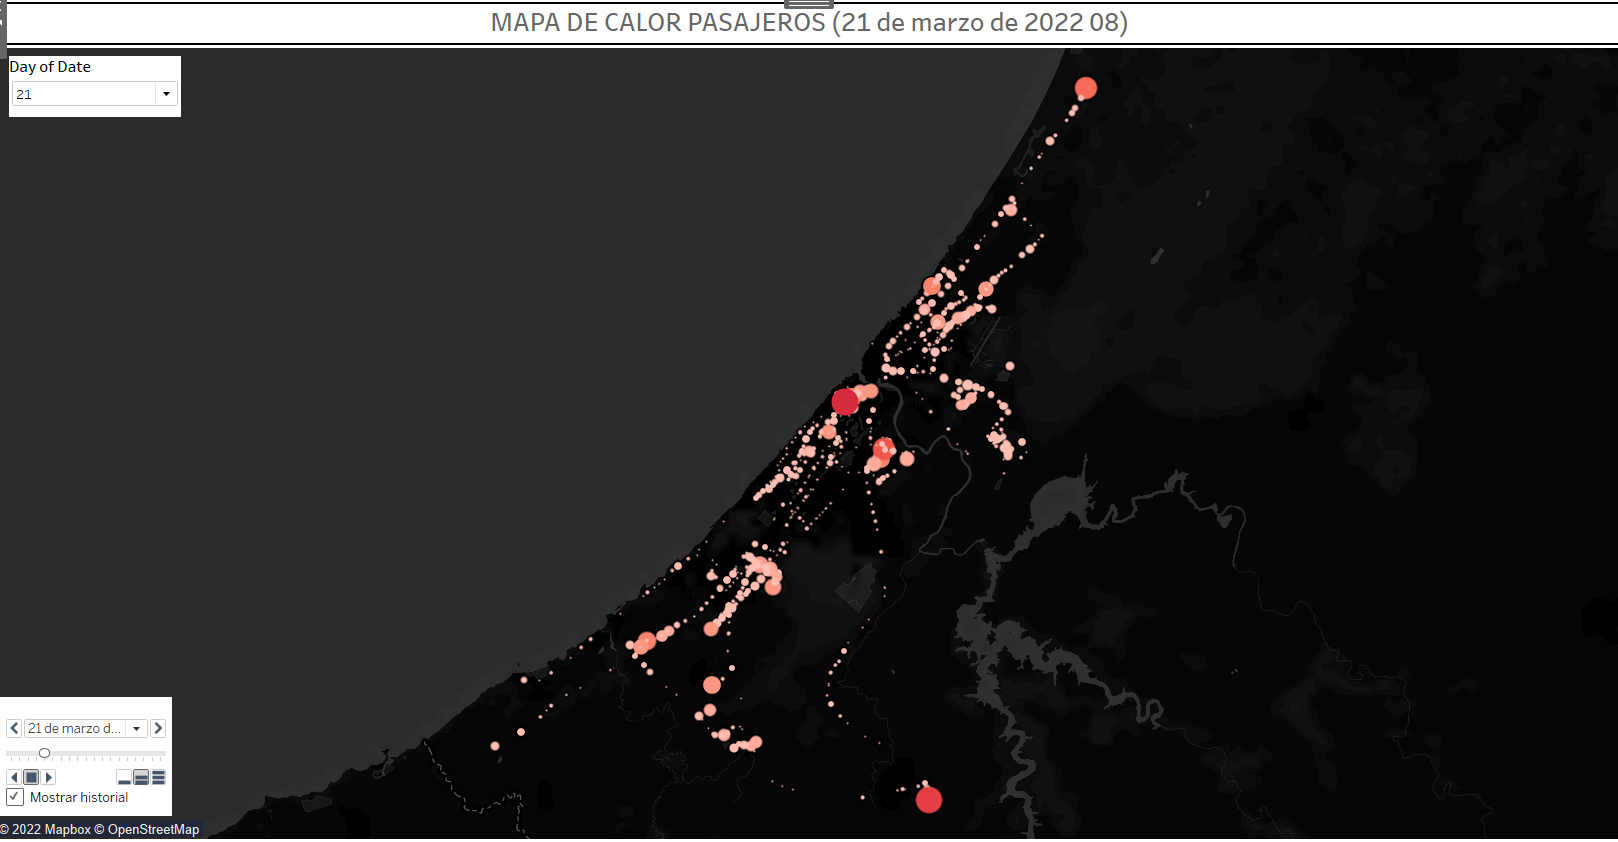 MAPA DE CALOR PASAJEROS (21 de marzo de 2022 08)
Day of Date
21
21 de marzo d...
Mostrar historial
© 2022 Mapbox © OpenStreetMap